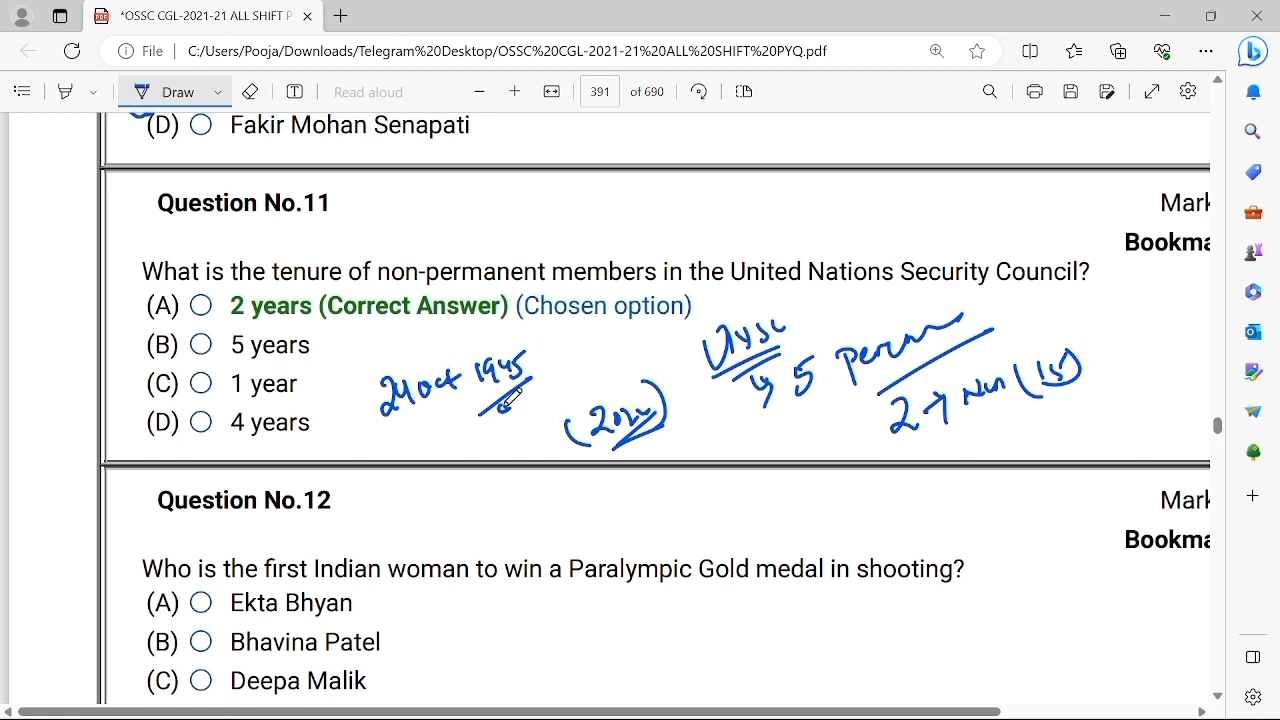 *OSSC CGL-2021-21 ALL SHIFT P
File
C:/Users/Pooja/Downloads/Telegram%20Desktop/OSSC%20CGL-2021-21%20ALL%20SHIFT%20PYQ.pdf
Draw
Read aloud
391 of 690
(D) Fakir Mohan Senapati
Question No.11
Mark
Bookma
What is the tenure of non-permanent members in the United Nations Security Council?
(A) 2 years (Correct Answer) (Chosen option)
(B) 5 years
(C) 1 year
(D) 4 years
UNSC
5
24 Oct 1945
2 → Non (15)
Question No.12
Mark
Bookma
Who is the first Indian woman to win a Paralympic Gold medal in shooting?
(A) Ekta Bhyan
(B) Bhavina Patel
(C) Deepa Malik